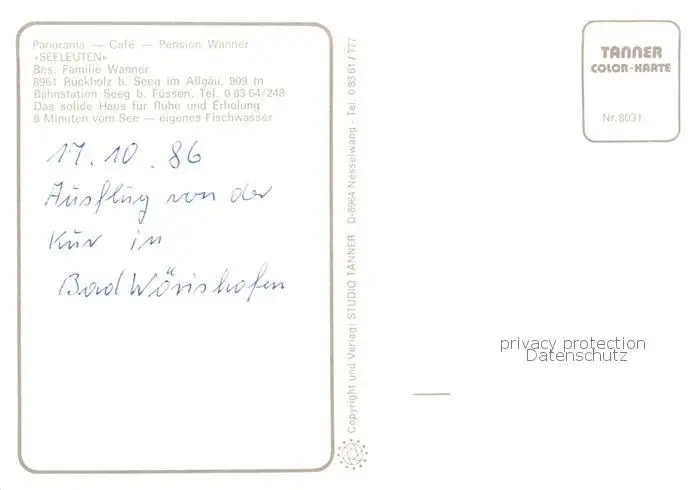 Panorama — Café — Pension Wanner
»SEELEUTEN«
Bes. Familie Wanner
8961 Rückholz b. Seeg im Allgäu, 909 m
Bahnstation Seeg b. Füssen, Tel. 0 83 64/248
Das solide Haus für Ruhe und Erholung
8 Minuten vom See — eigenes Fischwasser
17.10.86
Ausflug von der
Kur in
Bad Wörishofen
Copyright und Verlag: STUDIO TANNER D-8964 Nesselwang · Tel. 0 83 61 / 777
TANNER
COLOR-KARTE
Nr. 8031
privacy protection
Datenschutz